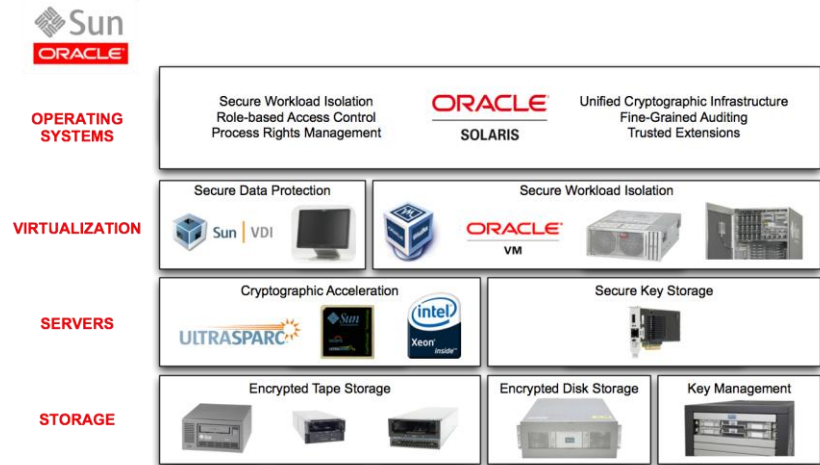 Sun
ORACLE
OPERATING
SYSTEMS
Secure Workload Isolation
Role-based Access Control
Process Rights Management
ORACLE
SOLARIS
Unified Cryptographic Infrastructure
Fine-Grained Auditing
Trusted Extensions
VIRTUALIZATION
Secure Data Protection
Sun VDI
Secure Workload Isolation
ORACLE
VM
SERVERS
Cryptographic Acceleration
ULTRASPARC
Sun
intel
Xeon
inside
Secure Key Storage
STORAGE
Encrypted Tape Storage
Encrypted Disk Storage
Key Management